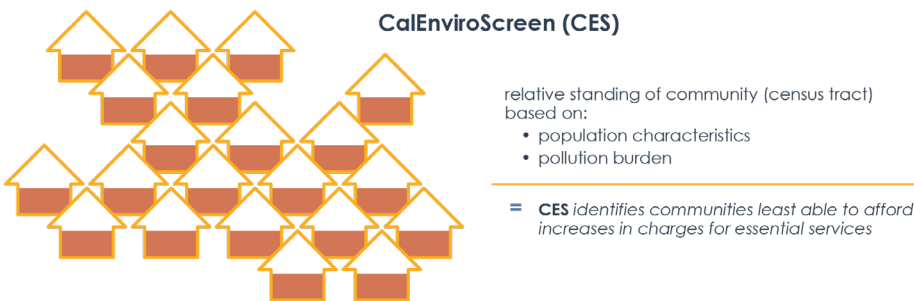 CalEnviroScreen (CES)
relative standing of community (census tract)
based on:
• population characteristics
• pollution burden
= CES identifies communities least able to afford
increases in charges for essential services